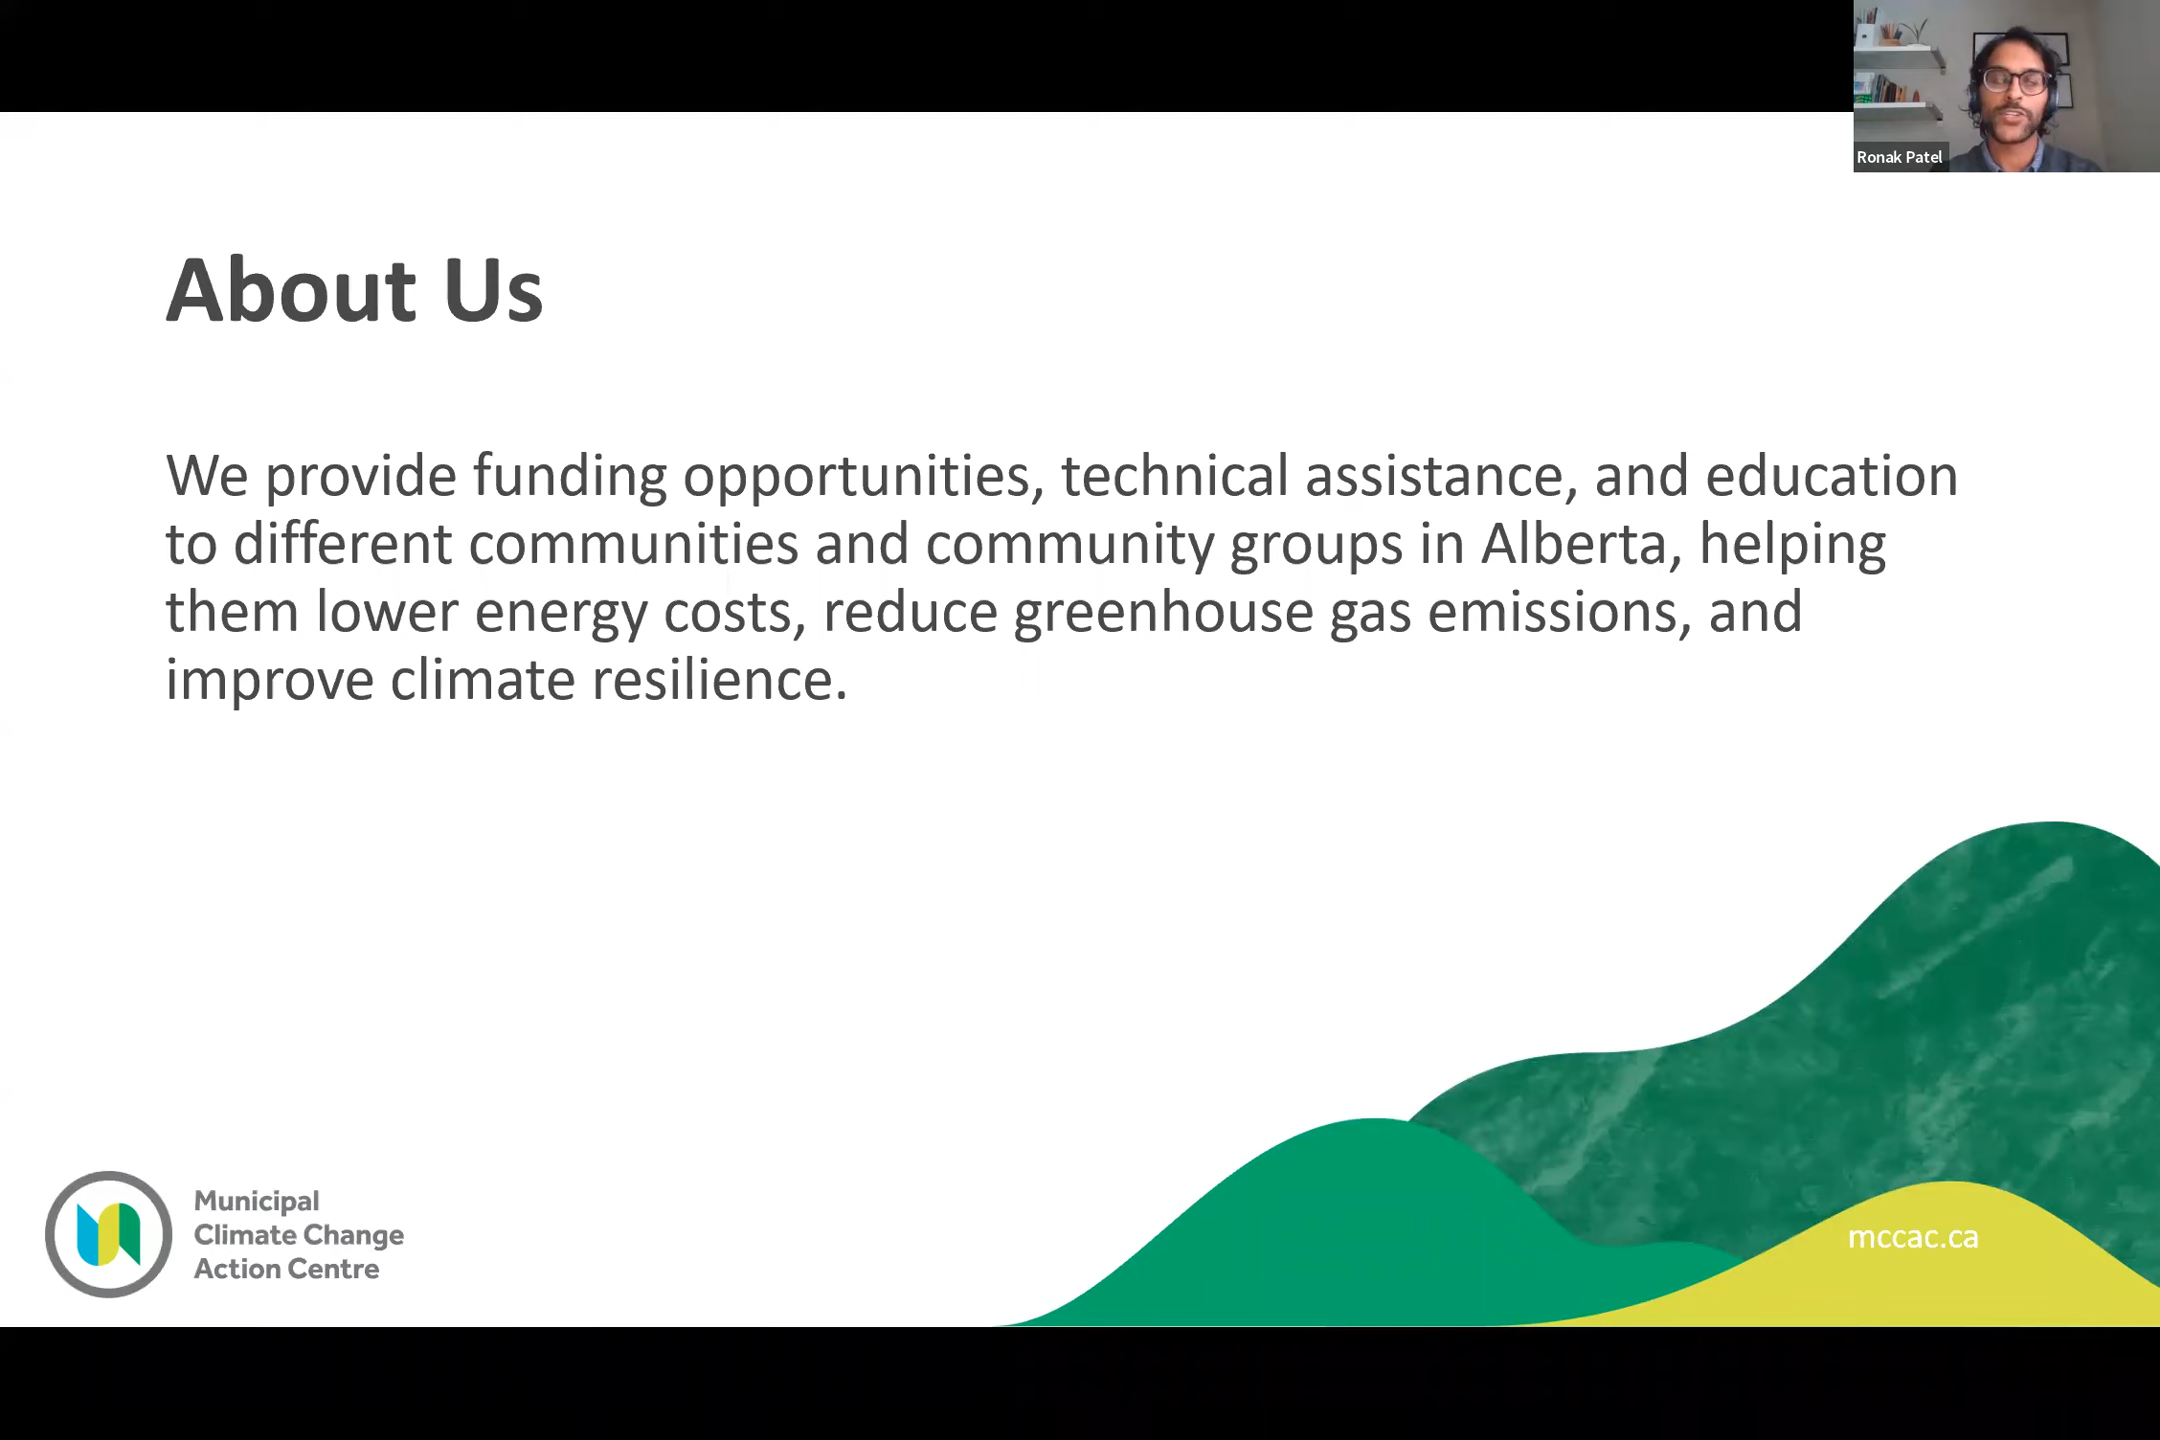 Ronak Patel
About Us
We provide funding opportunities, technical assistance, and education
to different communities and community groups in Alberta, helping
them lower energy costs, reduce greenhouse gas emissions, and
improve climate resilience.
Municipal
Climate Change
Action Centre
mccac.ca